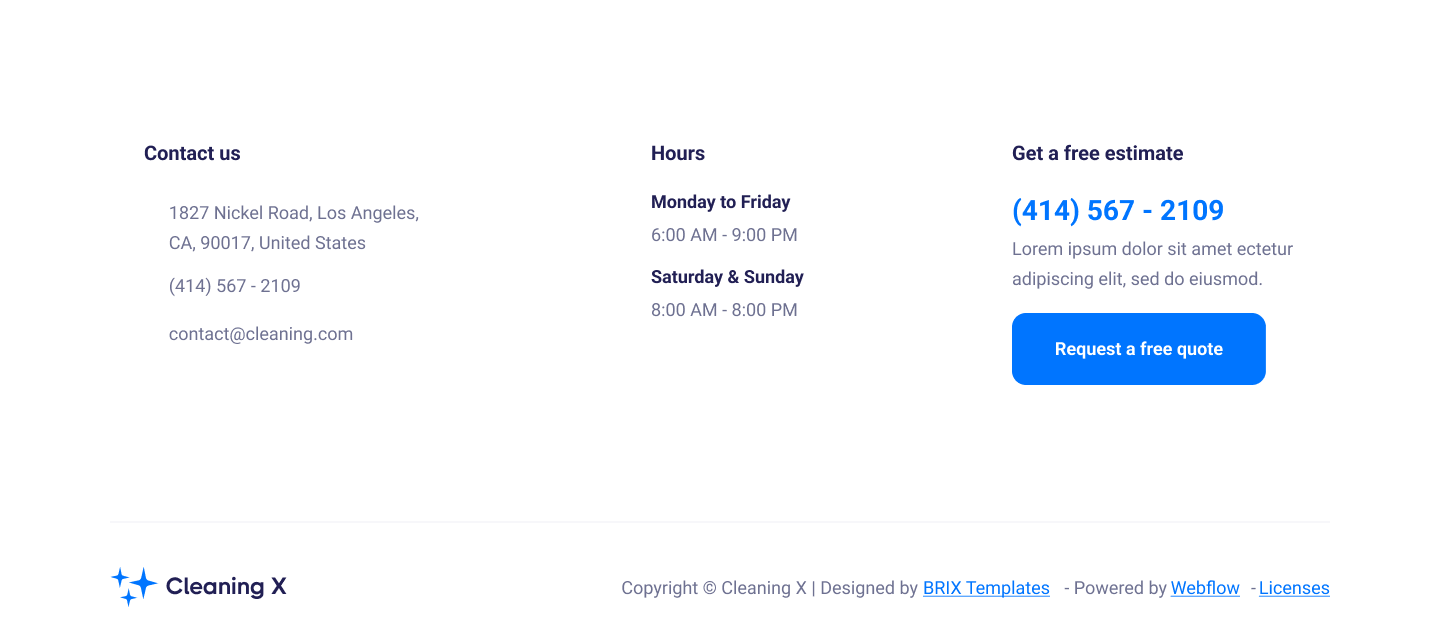 Contact us
1827 Nickel Road, Los Angeles,
CA, 90017, United States
(414) 567 - 2109
contact@cleaning.com
Hours
Monday to Friday
6:00 AM - 9:00 PM
Saturday & Sunday
8:00 AM - 8:00 PM
Get a free estimate
(414) 567 - 2109
Lorem ipsum dolor sit amet ectetur
adipiscing elit, sed do eiusmod.
Request a free quote
Cleaning X
Copyright © Cleaning X | Designed by BRIX Templates - Powered by Webflow - Licenses